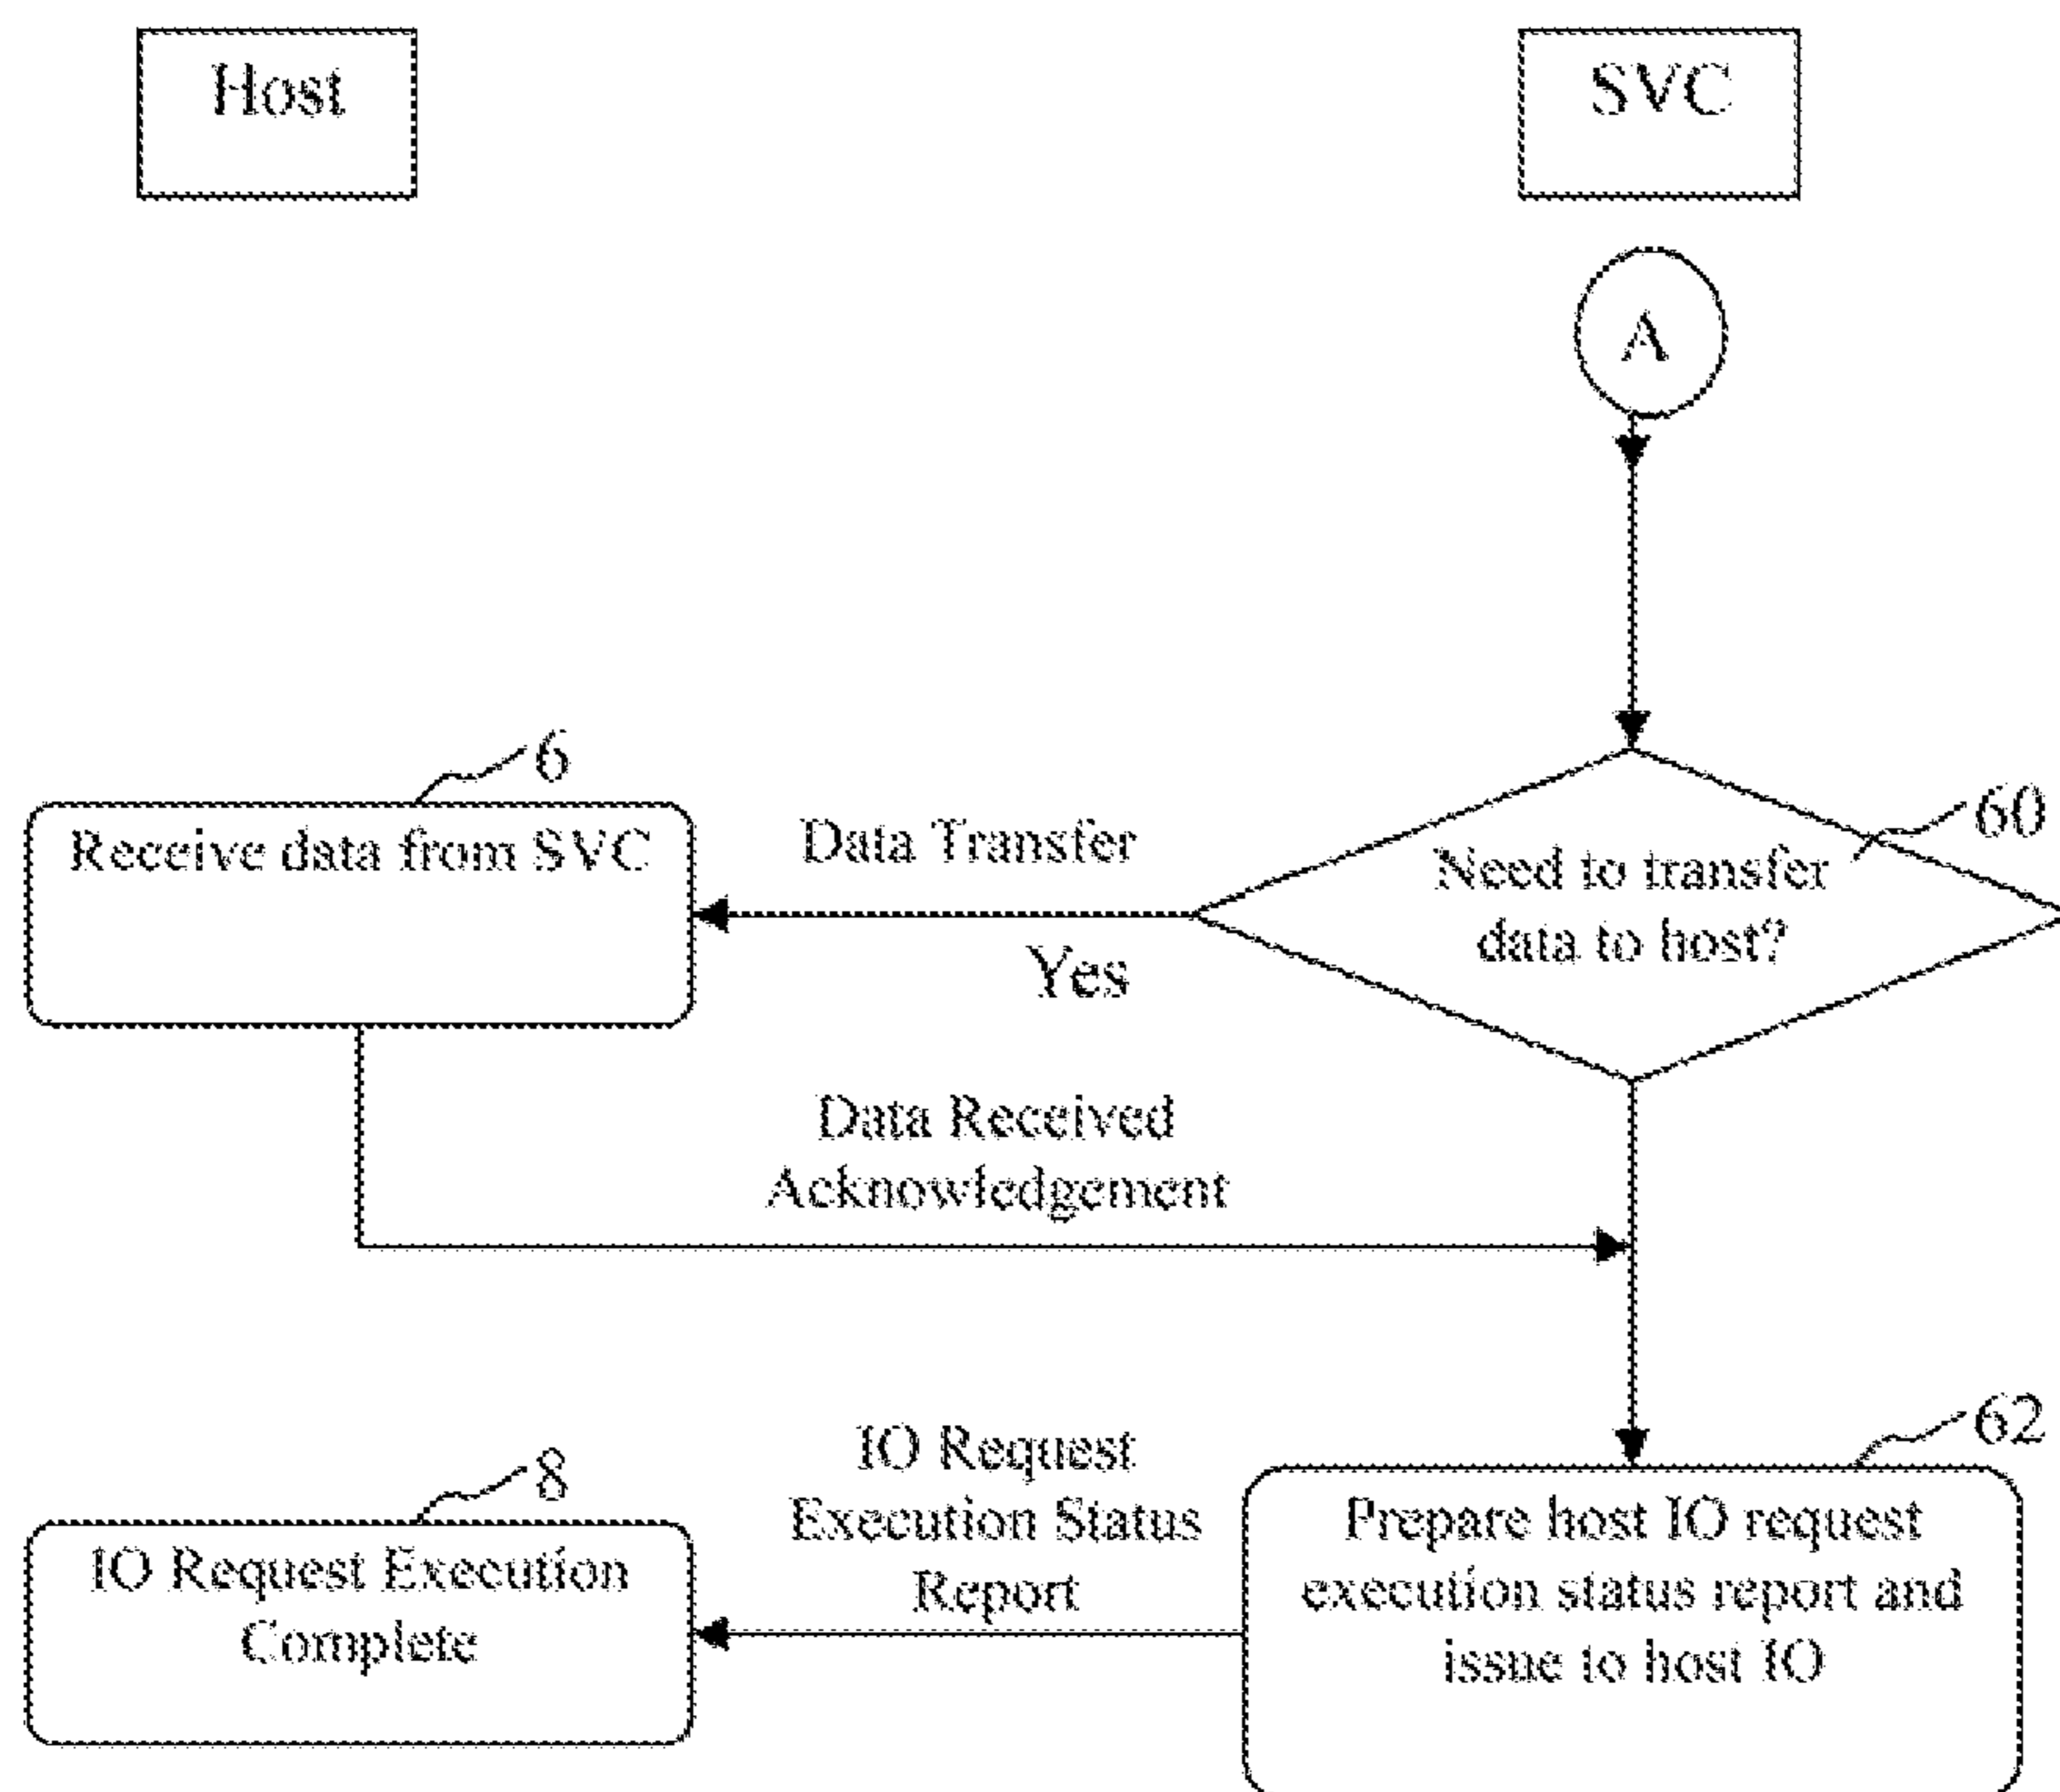 Host
SVC
A
6
Receive data from SVC
Data Transfer
Yes
60
Need to transfer
data to host?
Data Received
Acknowledgement
8
IO Request Execution
Complete
IO Request
Execution Status
Report
62
Prepare host IO request
execution status report and
issue to host IO